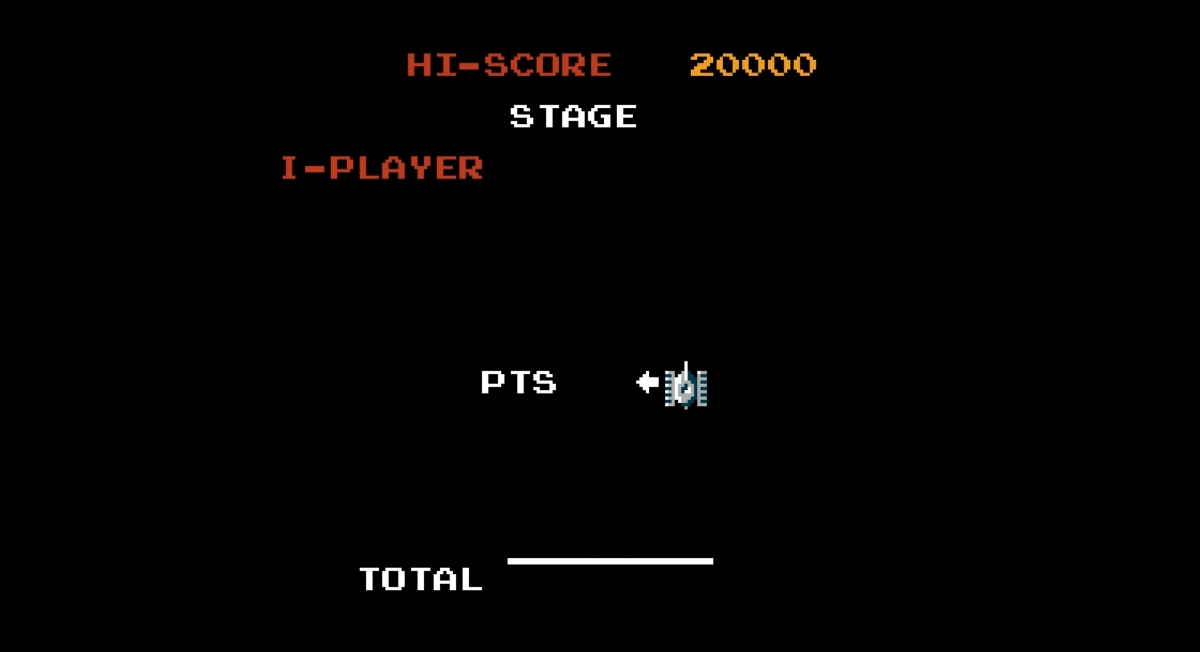 HI-SCORE 20000
STAGE
I-PLAYER
PTS
TOTAL